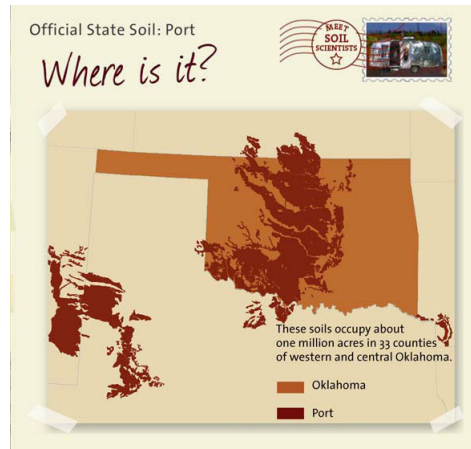 Official State Soil: Port
Where is it?
MEET
SOIL
SCIENTISTS
These soils occupy about
one million acres in 33 counties
of western and central Oklahoma.
Oklahoma
Port